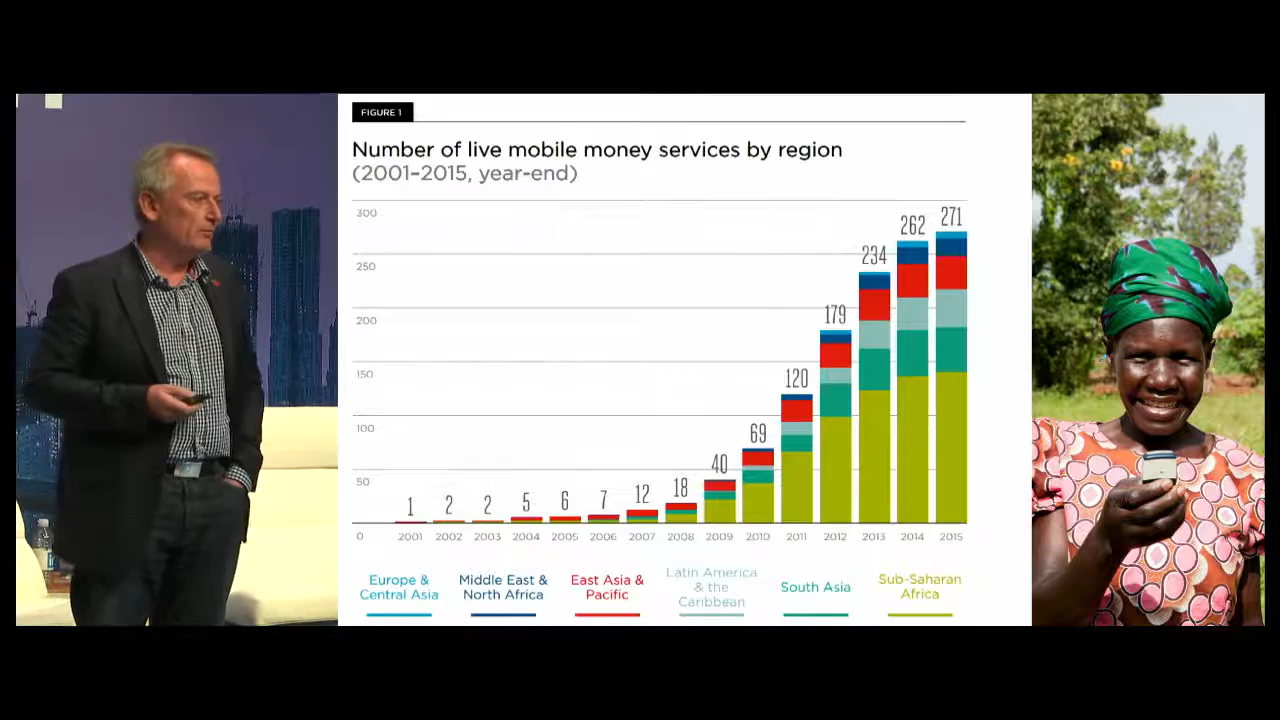 FIGURE 1
Number of live mobile money services by region
(2001–2015, year-end)
300
250
200
150
100
50
0
1
2
2
5
6
7
12
18
40
69
120
179
234
262
271
2001
2002
2003
2004
2005
2006
2007
2008
2009
2010
2011
2012
2013
2014
2015
Europe &
Central Asia
Middle East &
North Africa
East Asia &
Pacific
Latin America
& the
Caribbean
South Asia
Sub-Saharan
Africa